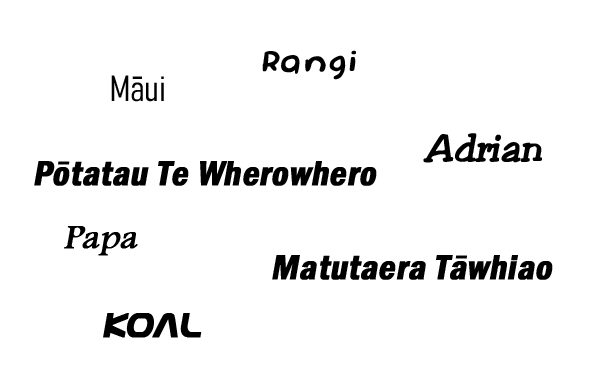 Rangi
Māui
Adrian
Pōtatau Te Wherowhero
Papa
Matutaera Tāwhiao
KOAL